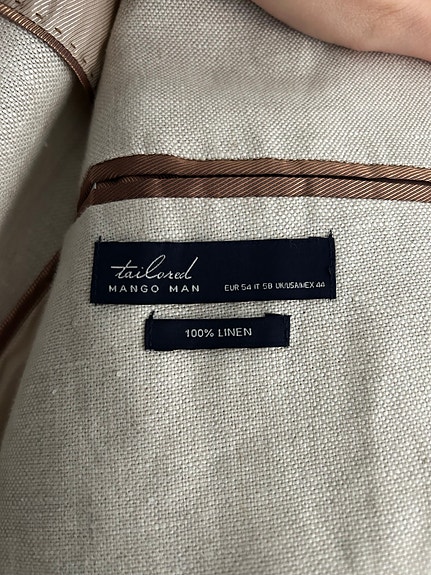 tailored
MANGO MAN
EUR 54 IT 58 UK/USA/MEX 44
100% LINEN